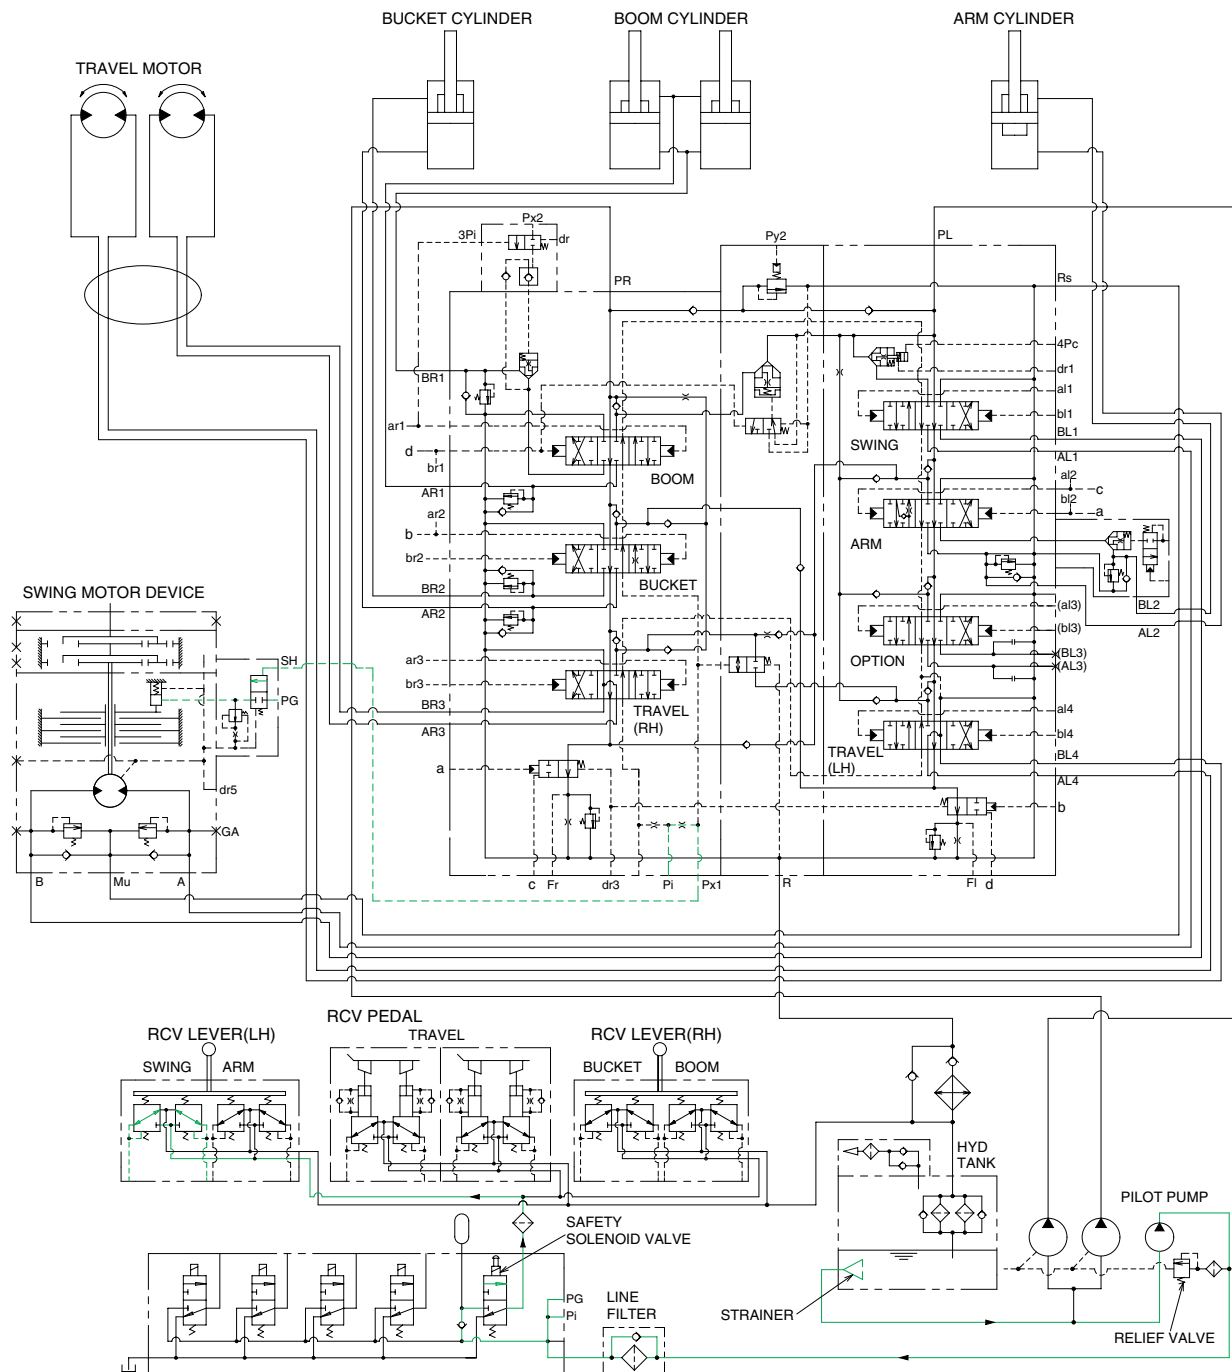 BUCKET CYLINDER
BOOM CYLINDER
ARM CYLINDER
TRAVEL MOTOR
Px2
3Pi
dr
Py2
PL
PR
Rs
4Pc
dr1
al1
bl1
BL1
AL1
al2
c
bl2
a
BR1
ar1
d
br1
AR1
ar2
b
br2
BR2
AR2
ar3
br3
BR3
AR3
a
BOOM
BUCKET
TRAVEL
(RH)
SWING
ARM
OPTION
TRAVEL
(LH)
BL2
AL2
(al3)
(bl3)
(BL3)
(AL3)
al4
bl4
BL4
AL4
b
SWING MOTOR DEVICE
SH
PG
dr5
GA
B
Mu
A
c
Fr
dr3
Pi
Px1
R
Fl
d
RCV LEVER(LH)
SWING
ARM
RCV PEDAL
TRAVEL
RCV LEVER(RH)
BUCKET
BOOM
HYD
TANK
PILOT PUMP
SAFETY
SOLENOID VALVE
PG
Pi
LINE
FILTER
STRAINER
RELIEF VALVE